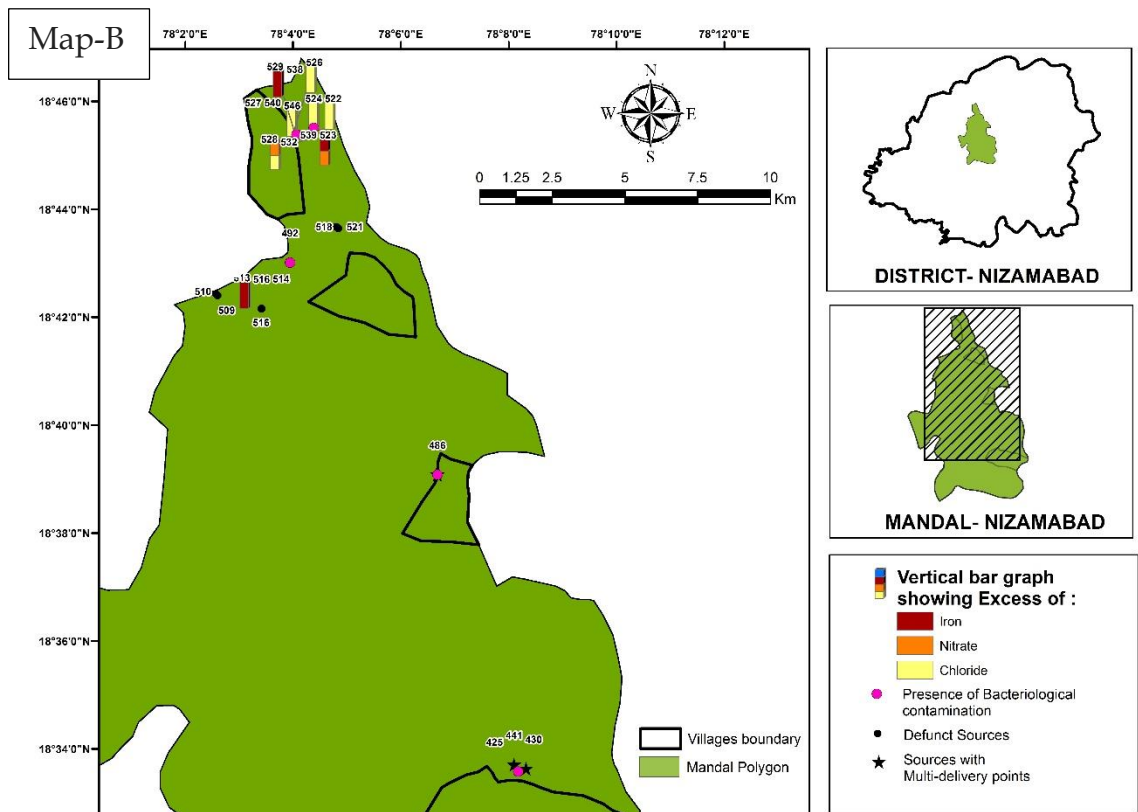 Map-B
78°2'0"E 78°4'0"E 78°6'0"E 78°8'0"E 78°10'0"E 78°12'0"E
18°46'0"N
18°44'0"N
18°42'0"N
18°40'0"N
18°38'0"N
18°36'0"N
18°34'0"N
529 538 526
527 540 546 524 522
528 532 539 523
492 518 521
513 516 514
510
509 516
486
441
425 430
N
W E
S
0 1.25 2.5 5 7.5 10
Km
Villages boundary
Mandal Polygon
DISTRICT- NIZAMABAD
MANDAL- NIZAMABAD
Vertical bar graph
showing Excess of :
Iron
Nitrate
Chloride
Presence of Bacteriological
contamination
Defunct Sources
Sources with
Multi-delivery points